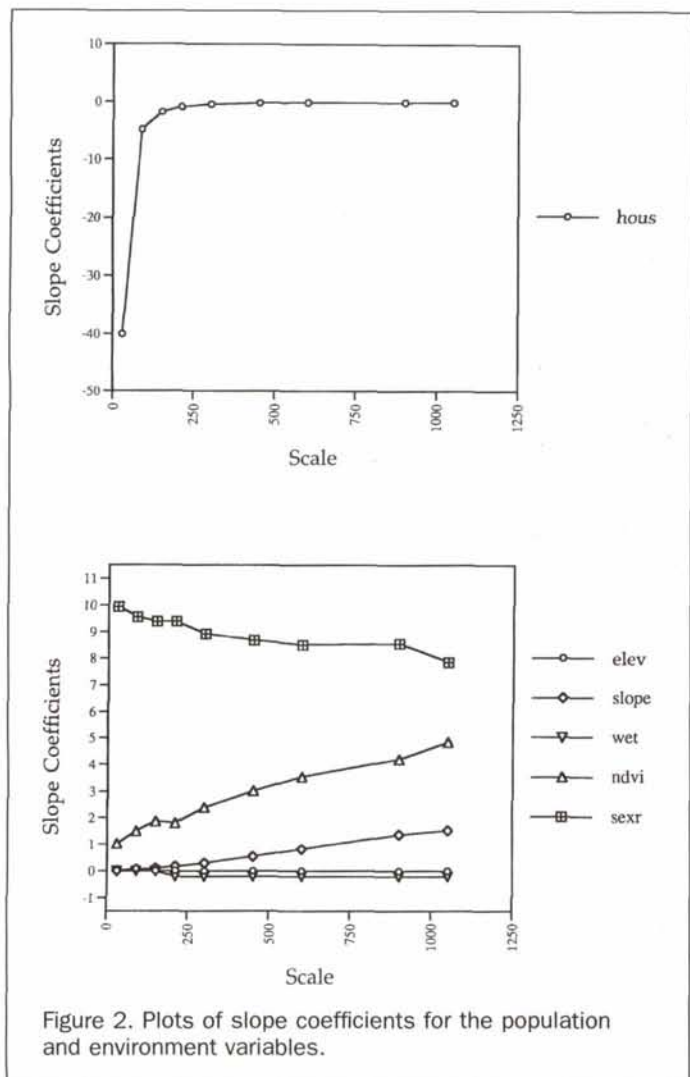 10
0
-10
-20
-30
-40
-50
Slope Coefficients
0
250
500
750
1000
1250
Scale
hous
11
10
9
8
7
6
5
4
3
2
1
0
-1
Slope Coefficients
0
250
500
750
1000
1250
Scale
elev
slope
wet
ndvi
sexr
Figure 2. Plots of slope coefficients for the population
and environment variables.